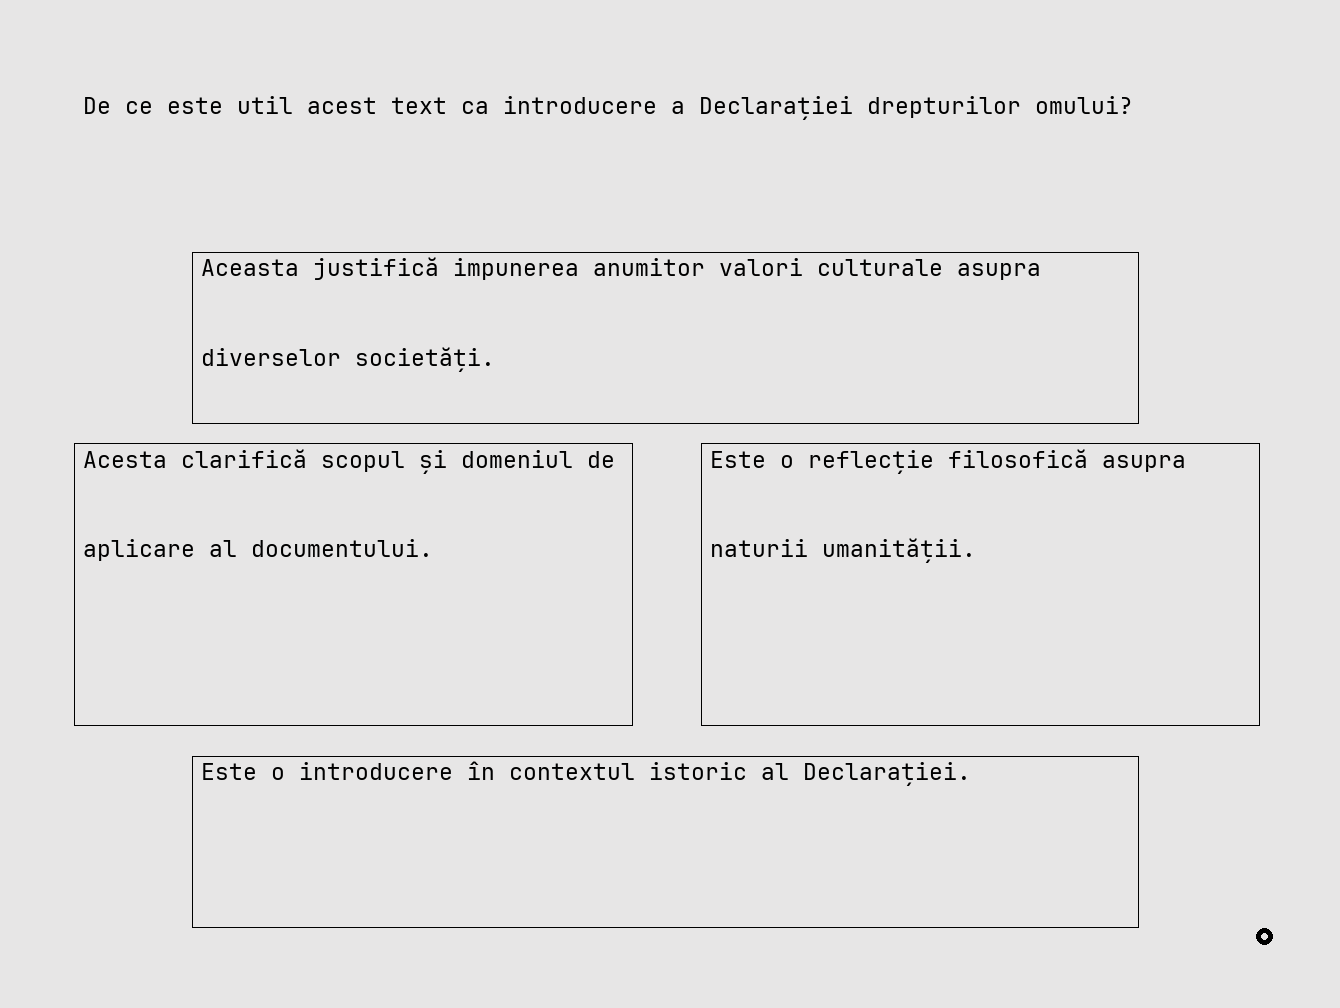 De ce este util acest text ca introducere a Declarației drepturilor omului?
Aceasta justifică impunerea anumitor valori culturale asupra
diverselor societăți.
Acesta clarifică scopul și domeniul de
aplicare al documentului.
Este o reflecție filosofică asupra
naturii umanității.
Este o introducere în contextul istoric al Declarației.